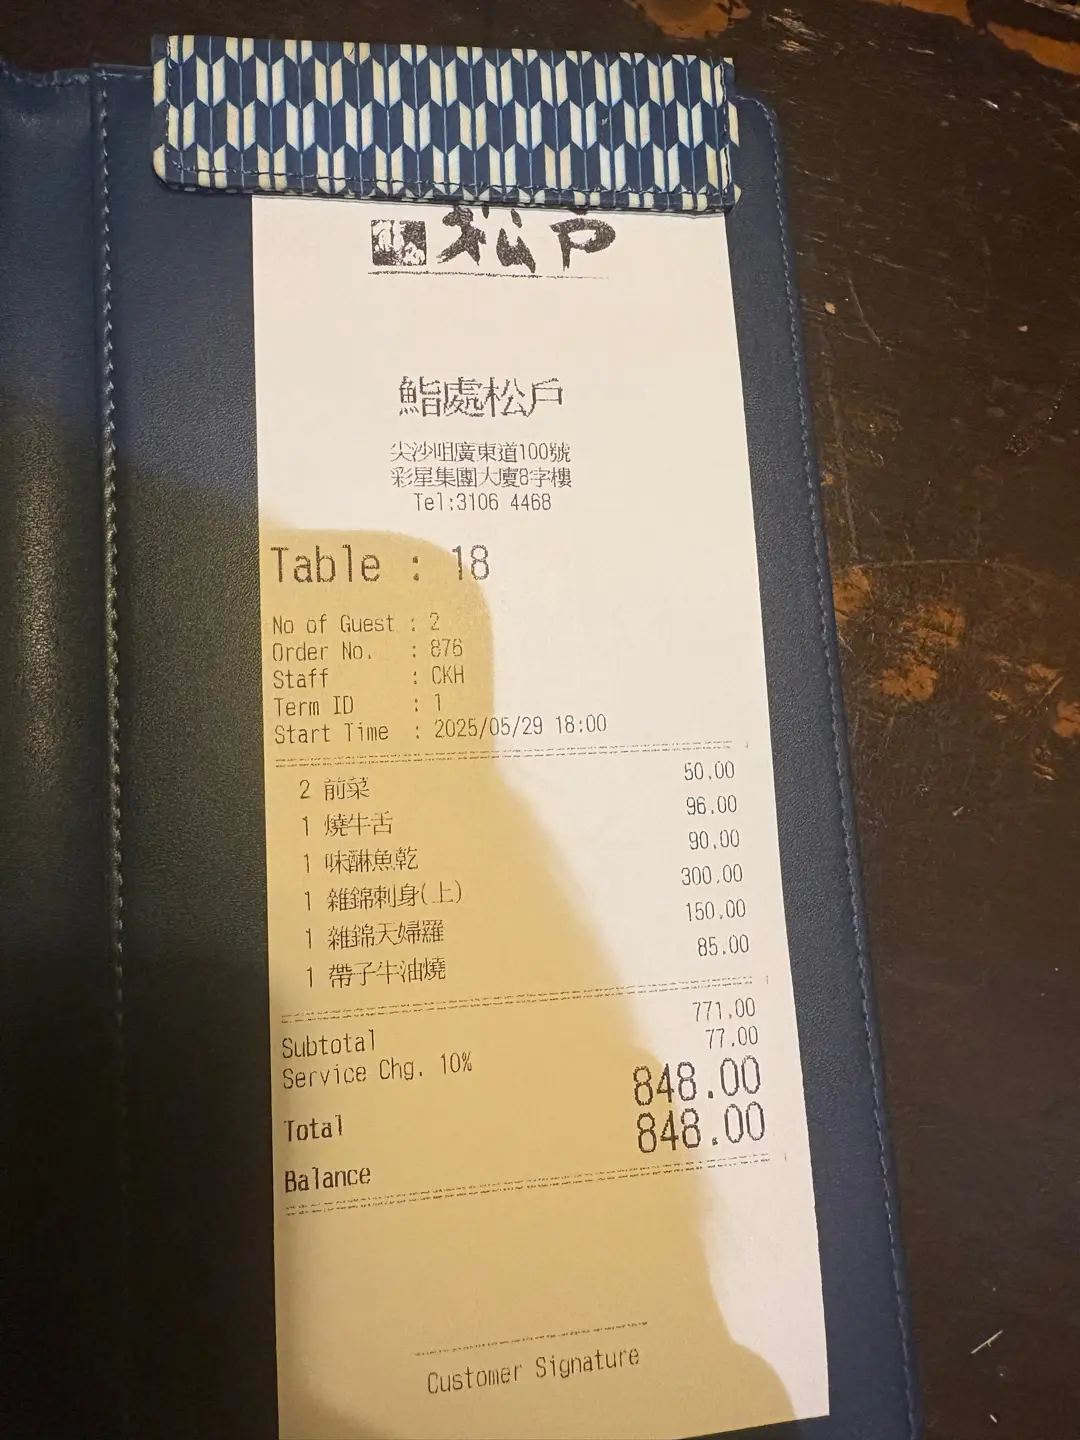 松戸
鮨處松戶
尖沙咀廣東道100號
彩星集團大廈8字樓
Tel:3106 4468
Table : 18
No of Guest : 2
Order No. : 876
Staff : CKH
Term ID : 1
Start Time : 2025/05/29 18:00
2 前菜 50.00
1 燒牛舌 96.00
1 味醂魚乾 90.00
1 雜錦刺身(上) 300.00
1 雜錦天婦羅 150.00
1 帶子牛油燒 85.00
Subtotal 771.00
Service Chg. 10% 77.00
Total 848.00
Balance 848.00
Customer Signature